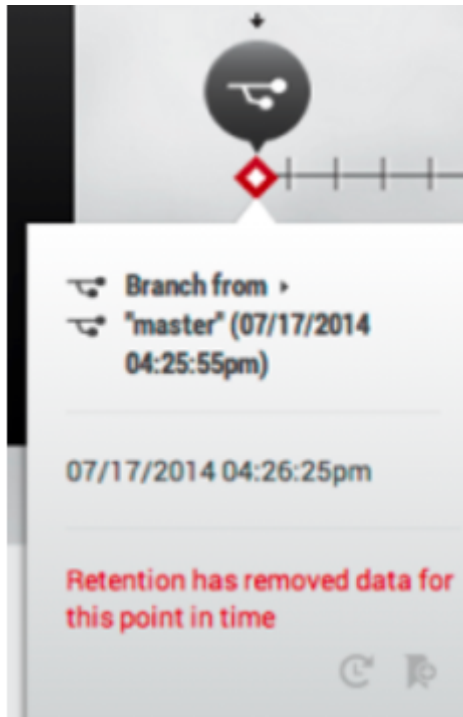 Branch from
"master" (07/17/2014
04:25:55pm)
07/17/2014 04:26:25pm
Retention has removed data for
this point in time